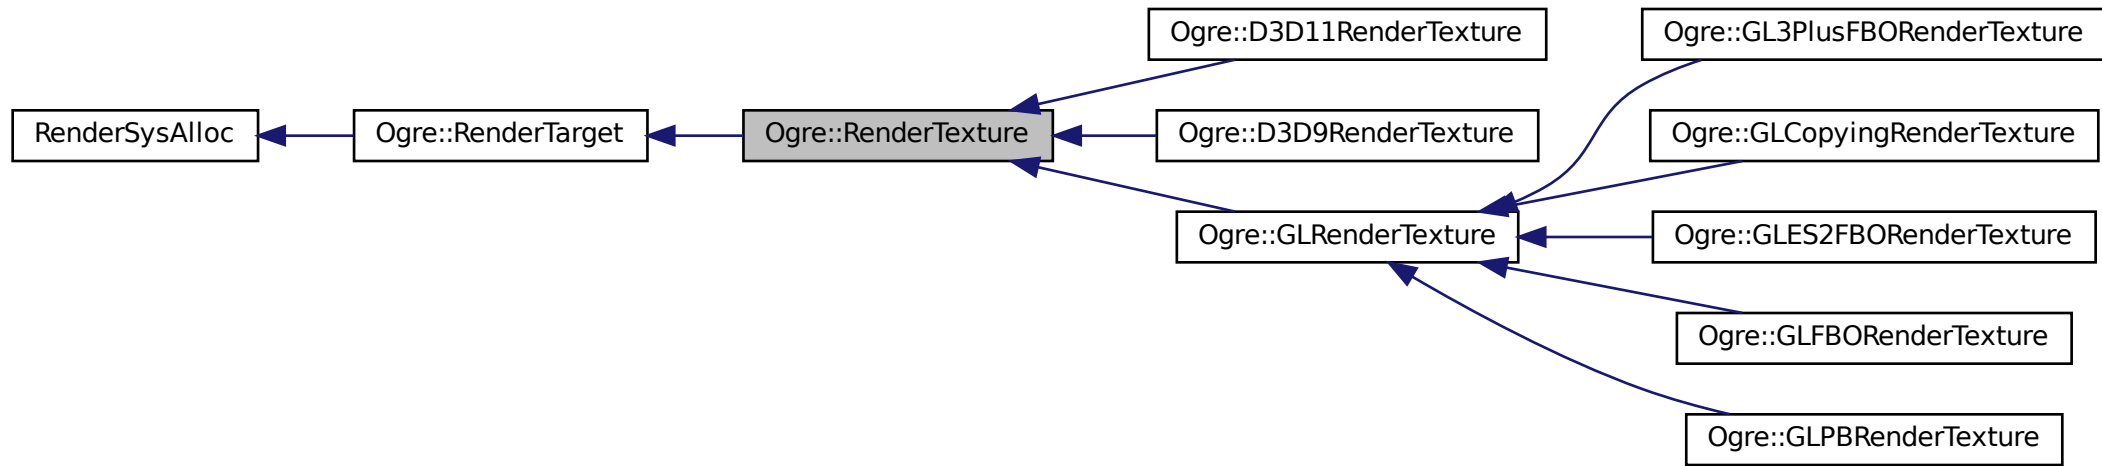 RenderSysAlloc
Ogre::RenderTarget
Ogre::RenderTexture
Ogre::D3D11RenderTexture
Ogre::D3D9RenderTexture
Ogre::GLRenderTexture
Ogre::GL3PlusFBORenderTexture
Ogre::GLCopyingRenderTexture
Ogre::GLES2FBORenderTexture
Ogre::GLFBORenderTexture
Ogre::GLPBRenderTexture